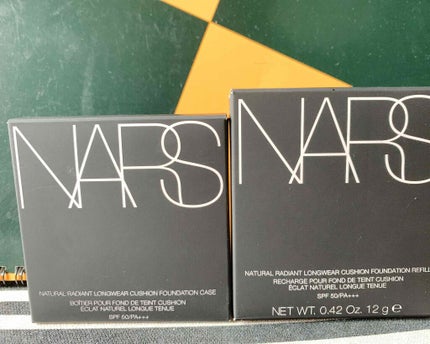 NARS
NATURAL RADIANT LONGWEAR CUSHION FOUNDATION CASE
BOÎTIER POUR FOND DE TEINT CUSHION
ÉCLAT NATUREL LONGUE TENUE
SPF 50/PA+++
NARS
NATURAL RADIANT LONGWEAR CUSHION FOUNDATION REFILL
RECHARGE POUR FOND DE TEINT CUSHION
ÉCLAT NATUREL LONGUE TENUE
SPF 50/PA+++
NET WT. 0.42 Oz. 12 g ℮